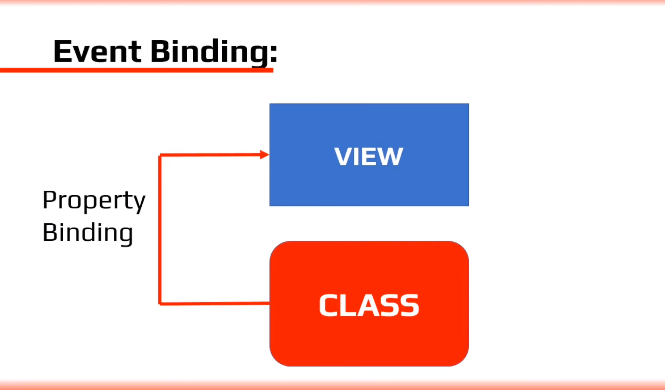 Event Binding:
VIEW
Property
Binding
CLASS